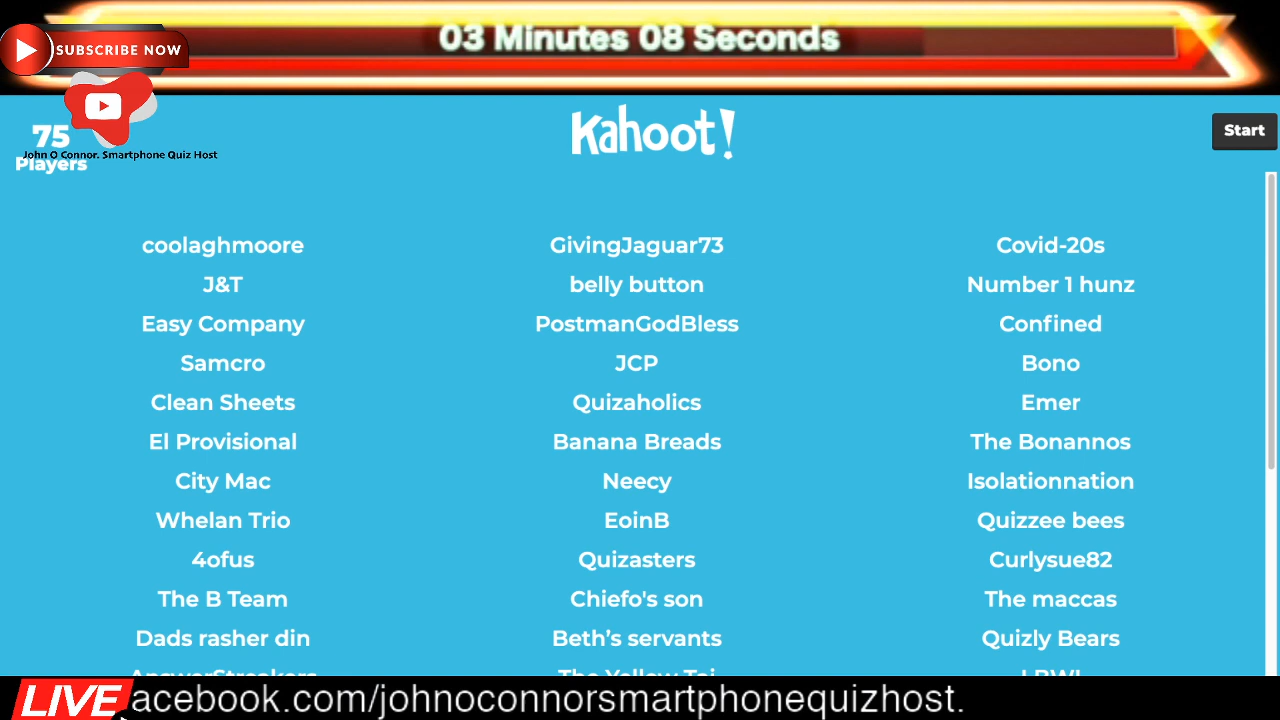 03 Minutes 08 Seconds
SUBSCRIBE NOW
Kahoot!
75
Start
John O Connor. Smartphone Quiz Host
Players
coolaghmoore GivingJaguar73 Covid-20s
J&T belly button Number 1 hunz
Easy Company PostmanGodBless Confined
Samcro JCP Bono
Clean Sheets Quizaholics Emer
El Provisional Banana Breads The Bonannos
City Mac Neecy Isolationnation
Whelan Trio EoinB Quizzee bees
4ofus Quizasters Curlysue82
The B Team Chiefo's son The maccas
Dads rasher din Beth’s servants Quizly Bears
The Yellow
LIVE acebook.com/johnoconnorsmartphonequizhost.